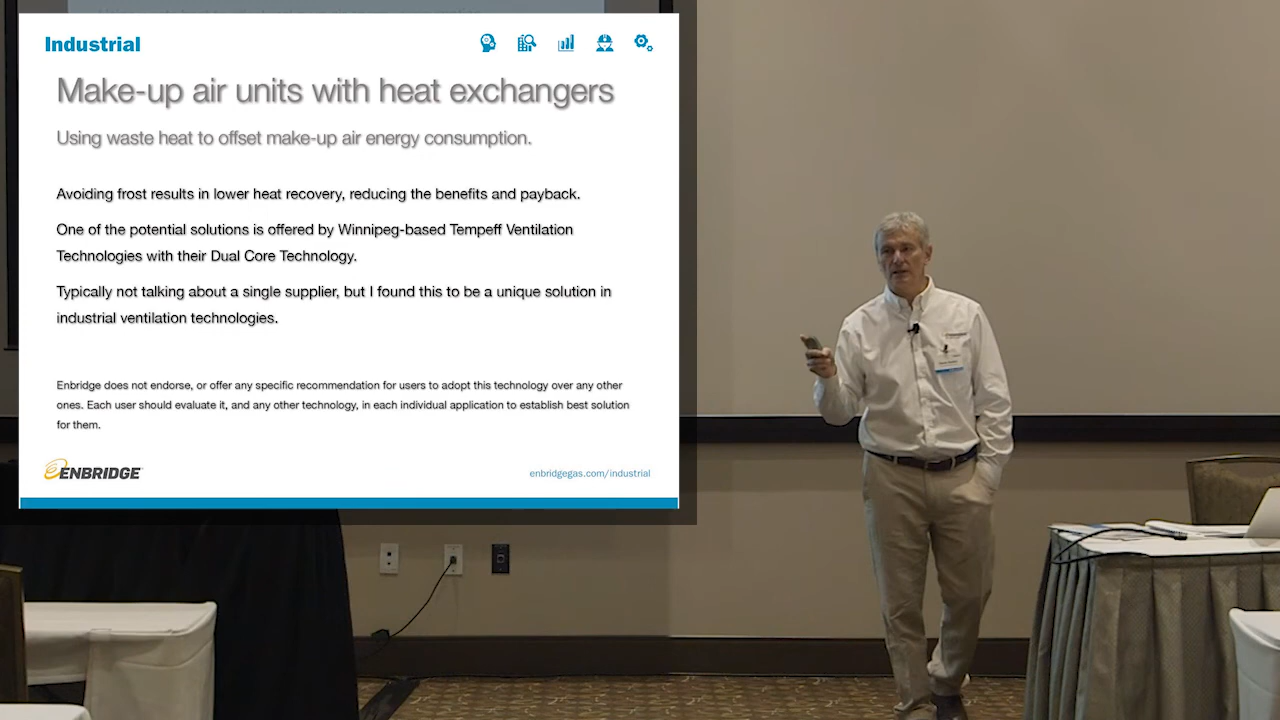 Industrial
Make-up air units with heat exchangers
Using waste heat to offset make-up air energy consumption.
Avoiding frost results in lower heat recovery, reducing the benefits and payback.
One of the potential solutions is offered by Winnipeg-based Tempeff Ventilation
Technologies with their Dual Core Technology.
Typically not talking about a single supplier, but I found this to be a unique solution in
industrial ventilation technologies.
Enbridge does not endorse, or offer any specific recommendation for users to adopt this technology over any other
ones. Each user should evaluate it, and any other technology, in each individual application to establish best solution
for them.
ENBRIDGE
enbridgegas.com/industrial